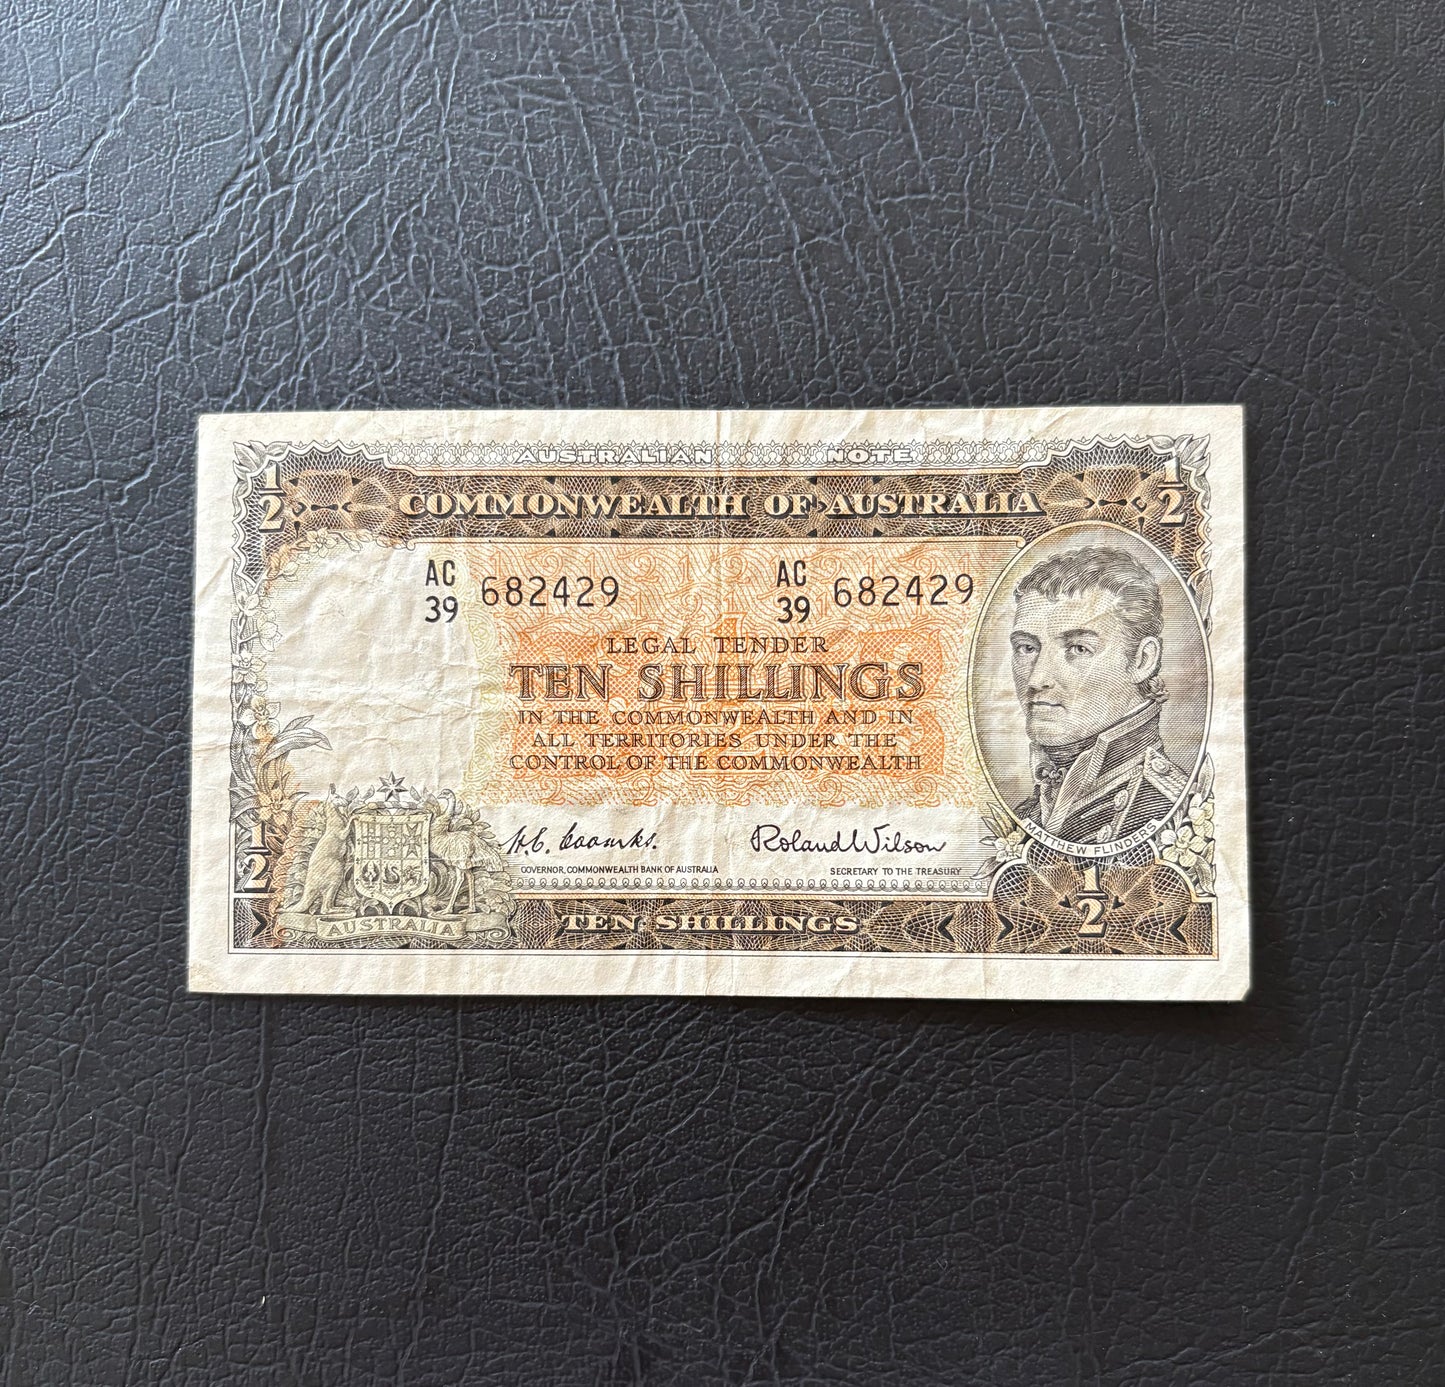 AUSTRALIAN NOTE
1/2 COMMONWEALTH OF AUSTRALIA 1/2
AC 39 682429 AC 39 682429
LEGAL TENDER
TEN SHILLINGS
IN THE COMMONWEALTH AND IN
ALL TERRITORIES UNDER THE
CONTROL OF THE COMMONWEALTH
H.C. Coombs. Roland Wilson
GOVERNOR, COMMONWEALTH BANK OF AUSTRALIA SECRETARY TO THE TREASURY
MATTHEW FLINDERS
1/2 1/2
AUSTRALIA TEN SHILLINGS